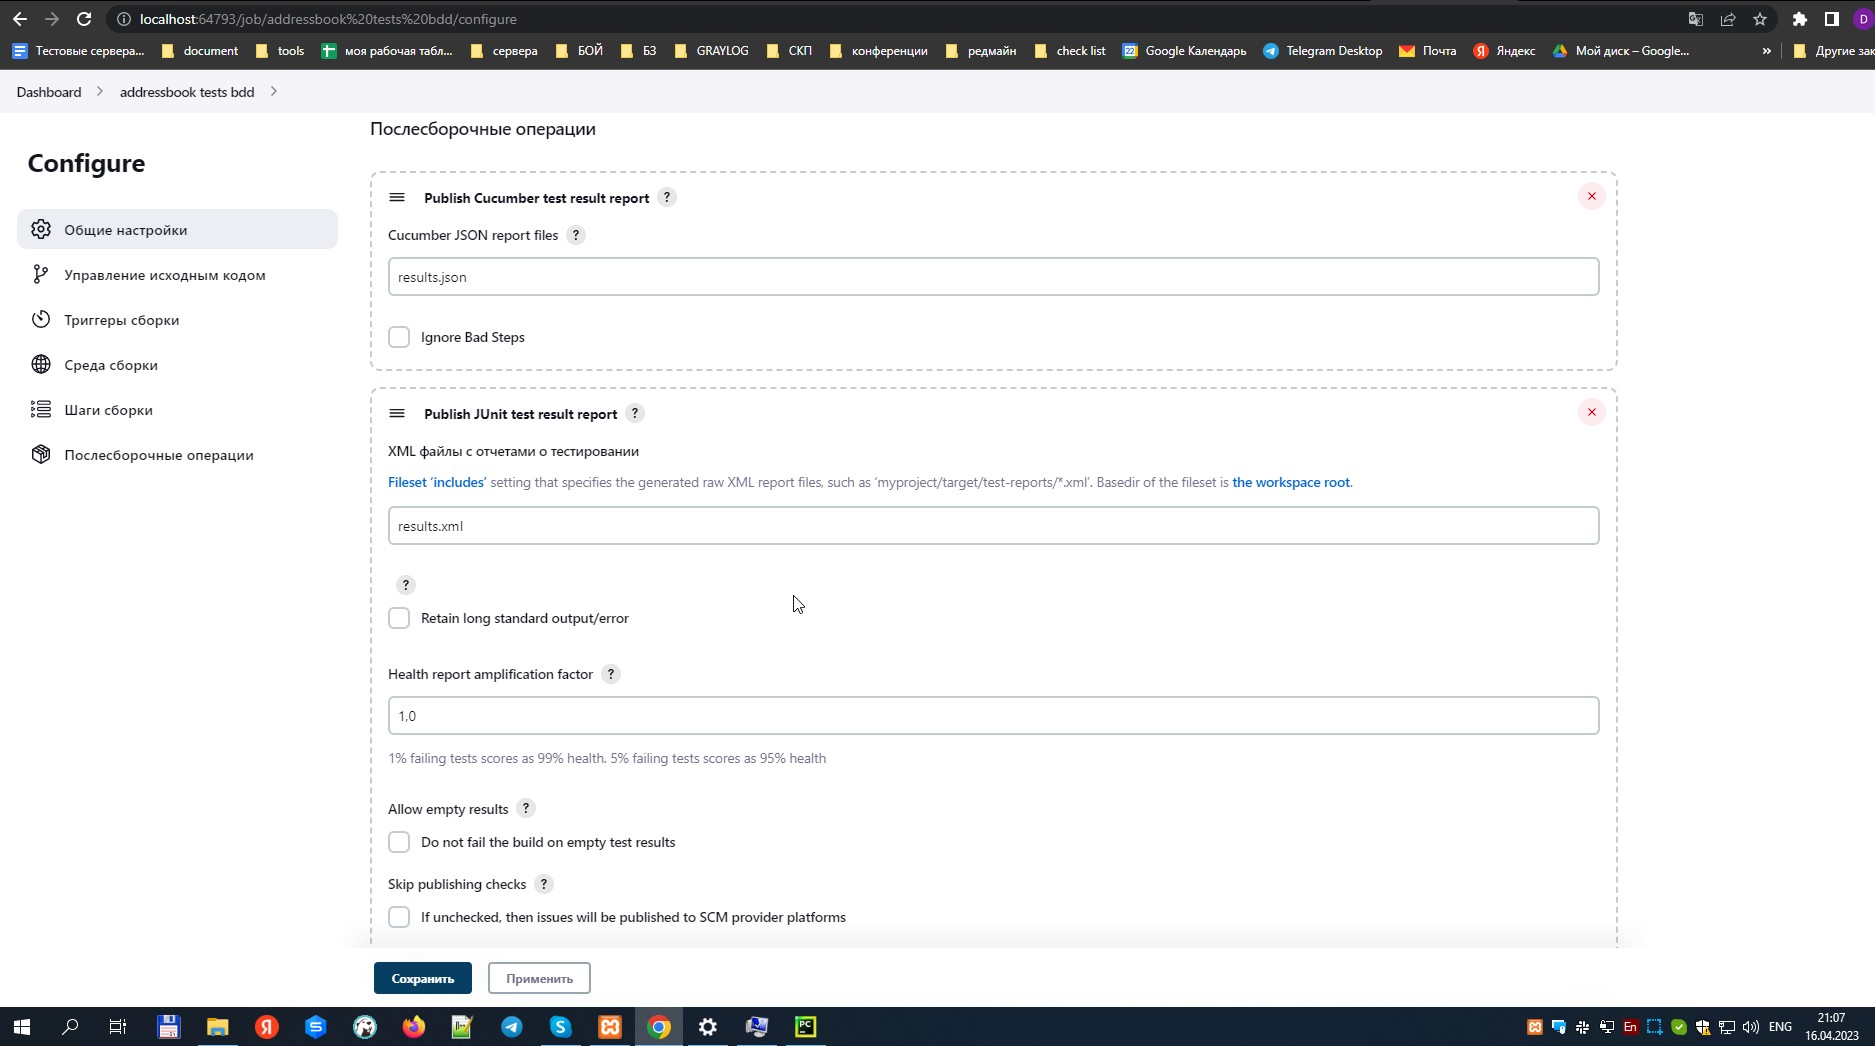 localhost:64793/job/addressbook%20tests%20bdd/configure
D
Тестовые сервера...
document
tools
моя рабочая табл...
сервера
БОЙ
БЗ
GRAYLOG
СКП
конференции
редмайн
check list
22
Google Календарь
Telegram Desktop
Почта
Я
Яндекс
Мой диск – Google...
»
Другие зак
Dashboard
addressbook tests bdd
Послесборочные операции
Configure
Publish Cucumber test result report ?
Общие настройки
Cucumber JSON report files ?
Управление исходным кодом
results.json
Триггеры сборки
Ignore Bad Steps
Среда сборки
Шаги сборки
Publish JUnit test result report ?
Послесборочные операции
XML файлы с отчетами о тестировании
Fileset ‘includes’ setting that specifies the generated raw XML report files, such as ‘myproject/target/test-reports/*.xml’. Basedir of the fileset is the workspace root.
results.xml
?
Retain long standard output/error
Health report amplification factor ?
1,0
1% failing tests scores as 99% health. 5% failing tests scores as 95% health
Allow empty results ?
Do not fail the build on empty test results
Skip publishing checks ?
If unchecked, then issues will be published to SCM provider platforms
Сохранить
Применить
Я
S
PC
En
ENG
21:07
16.04.2023